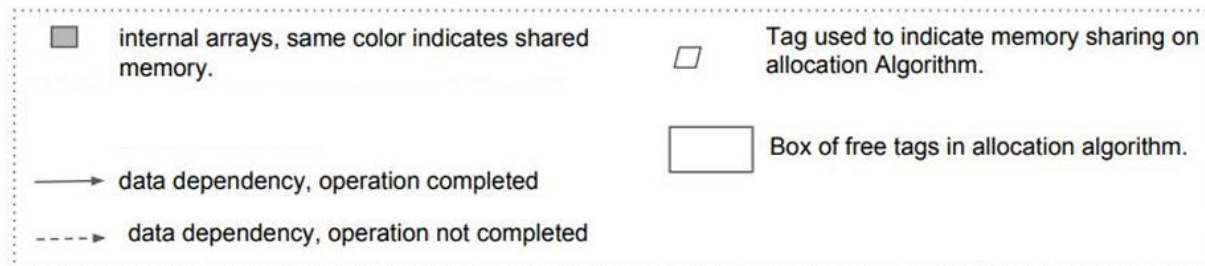 internal arrays, same color indicates shared
memory.
Tag used to indicate memory sharing on
allocation Algorithm.
Box of free tags in allocation algorithm.
data dependency, operation completed
data dependency, operation not completed